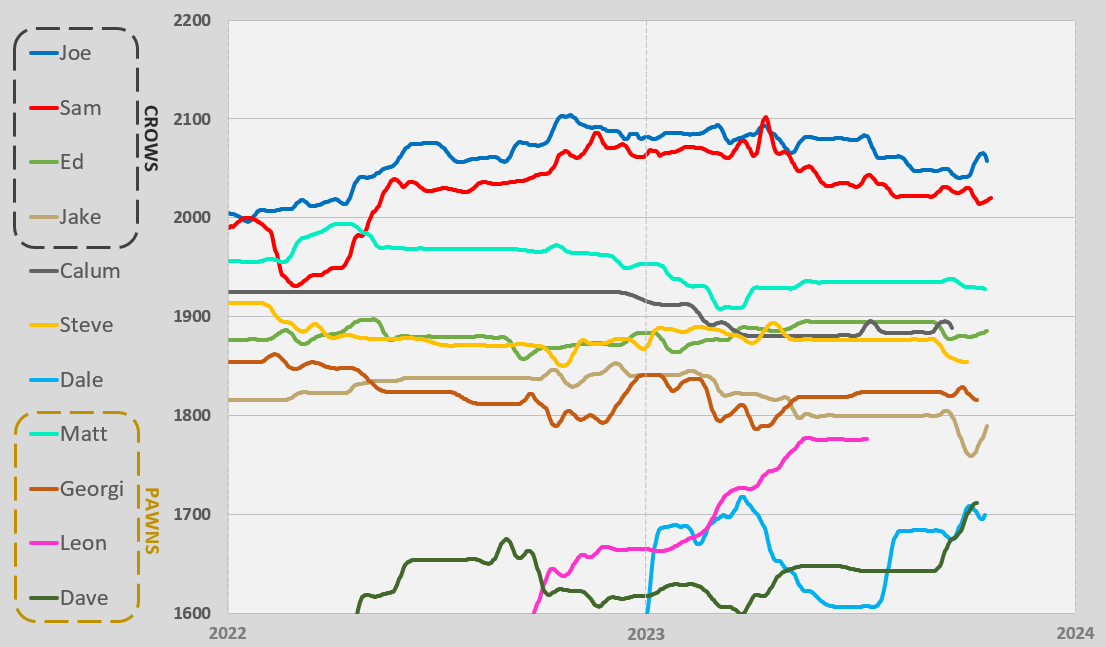 Joe
Sam
Ed
Jake
CROWS
Calum
Steve
Dale
Matt
Georgi
Leon
Dave
PAWNS
2200
2100
2000
1900
1800
1700
1600
2022 2023 2024